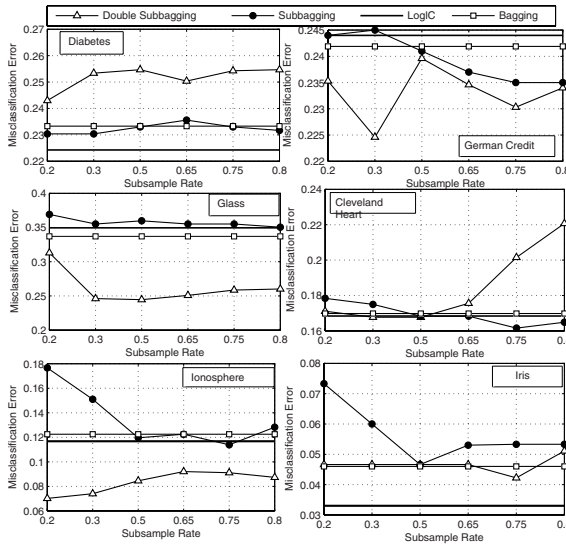 Double Subbagging Subbagging LogIC Bagging
Misclassification Error
0.27
0.26
0.25
0.24
0.23
0.22
Diabetes
0.2 0.3 0.5 0.65 0.75 0.8
Subsample Rate
Misclassification Error
0.245
0.235
0.225
0.22
German Credit
0.2 0.3 0.5 0.65 0.75 0.8
Subsample Rate
Misclassification Error
0.4
0.35
0.3
0.25
0.2
Glass
0.2 0.3 0.5 0.65 0.75 0.8
Subsample Rate
Misclassification Error
0.24
0.22
0.2
0.18
0.16
Cleveland
Heart
0.2 0.3 0.5 0.65 0.75 0.8
Subsample Rate
Misclassification Error
0.18
0.16
0.14
0.12
0.1
0.08
0.06
Ionosphere
0.2 0.3 0.5 0.65 0.75 0.8
Subsample Rate
Misclassification Error
0.08
0.07
0.06
0.05
0.04
0.03
Iris
0.2 0.3 0.5 0.65 0.75 0.
Subsample Rate